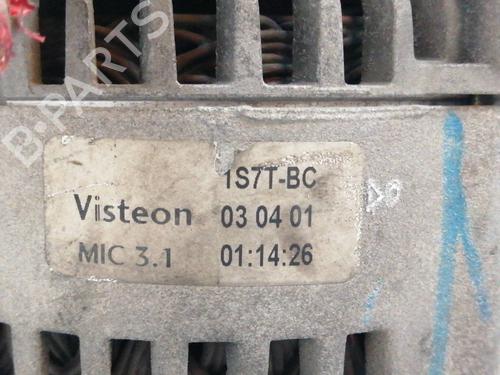 B-PARTS
1S7T-BC
Visteon 03 04 01
MIC 3.1 01:14:26